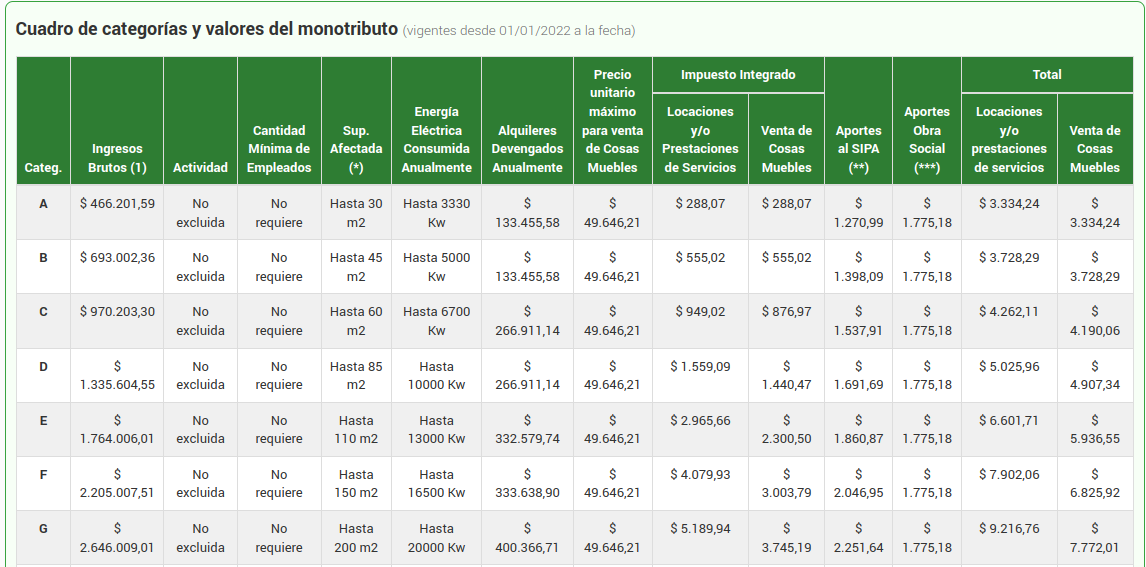 Cuadro de categorías y valores del monotributo (vigentes desde 01/01/2022 a la fecha)
Categ. Ingresos Brutos (1) Actividad Cantidad Mínima de Empleados Sup. Afectada (*) Energía Eléctrica Consumida Anualmente Alquileres Devengados Anualmente Precio unitario máximo para venta de Cosas Muebles Impuesto Integrado Locaciones y/o Prestaciones de Servicios Venta de Cosas Muebles Aportes al SIPA (**) Aportes Obra Social (***) Total Locaciones y/o prestaciones de servicios Venta de Cosas Muebles
A $ 466.201,59 No excluida No requiere Hasta 30 m2 Hasta 3330 Kw $ 133.455,58 $ 49.646,21 $ 288,07 $ 288,07 $ 1.270,99 $ 1.775,18 $ 3.334,24 $ 3.334,24
B $ 693.002,36 No excluida No requiere Hasta 45 m2 Hasta 5000 Kw $ 133.455,58 $ 49.646,21 $ 555,02 $ 555,02 $ 1.398,09 $ 1.775,18 $ 3.728,29 $ 3.728,29
C $ 970.203,30 No excluida No requiere Hasta 60 m2 Hasta 6700 Kw $ 266.911,14 $ 49.646,21 $ 949,02 $ 876,97 $ 1.537,91 $ 1.775,18 $ 4.262,11 $ 4.190,06
D $ 1.335.604,55 No excluida No requiere Hasta 85 m2 Hasta 10000 Kw $ 266.911,14 $ 49.646,21 $ 1.559,09 $ 1.440,47 $ 1.691,69 $ 1.775,18 $ 5.025,96 $ 4.907,34
E $ 1.764.006,01 No excluida No requiere Hasta 110 m2 Hasta 13000 Kw $ 332.579,74 $ 49.646,21 $ 2.965,66 $ 2.300,50 $ 1.860,87 $ 1.775,18 $ 6.601,71 $ 5.936,55
F $ 2.205.007,51 No excluida No requiere Hasta 150 m2 Hasta 16500 Kw $ 333.638,90 $ 49.646,21 $ 4.079,93 $ 3.003,79 $ 2.046,95 $ 1.775,18 $ 7.902,06 $ 6.825,92
G $ 2.646.009,01 No excluida No requiere Hasta 200 m2 Hasta 20000 Kw $ 400.366,71 $ 49.646,21 $ 5.189,94 $ 3.745,19 $ 2.251,64 $ 1.775,18 $ 9.216,76 $ 7.772,01